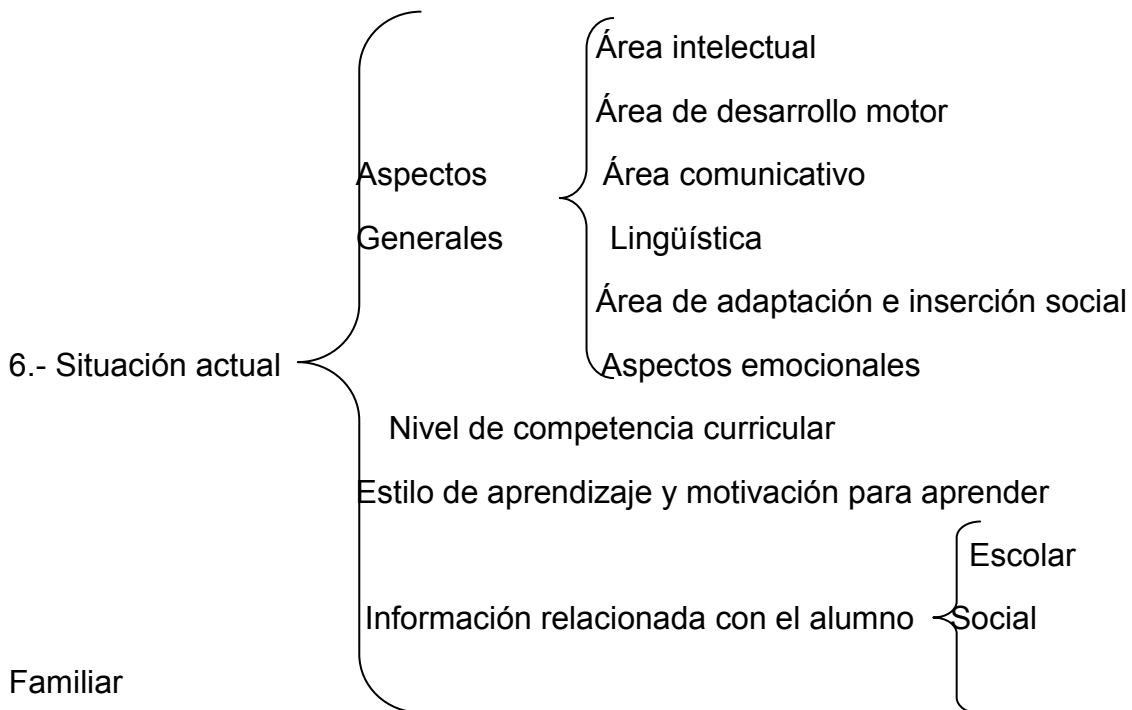 Área intelectual
Área de desarrollo motor
Aspectos Área comunicativo
Generales Lingüística
Área de adaptación e inserción social
6.- Situación actual Aspectos emocionales
Nivel de competencia curricular
Estilo de aprendizaje y motivación para aprender
Escolar
Información relacionada con el alumno Social
Familiar